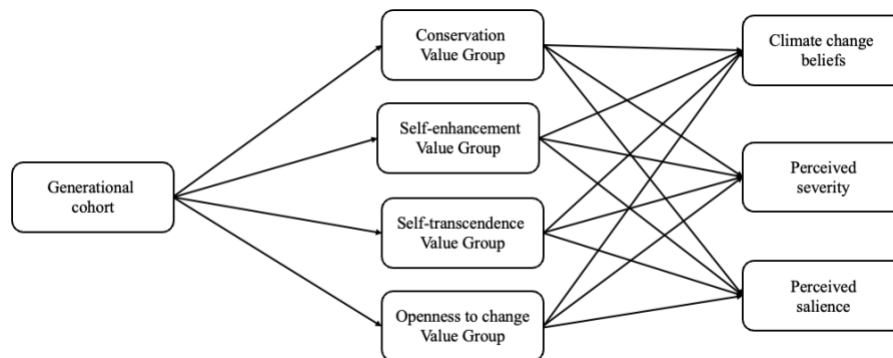 Conservation
Value Group
Climate change
beliefs
Self-enhancement
Value Group
Generational
cohort
Perceived
severity
Self-transcendence
Value Group
Perceived
salience
Openness to change
Value Group